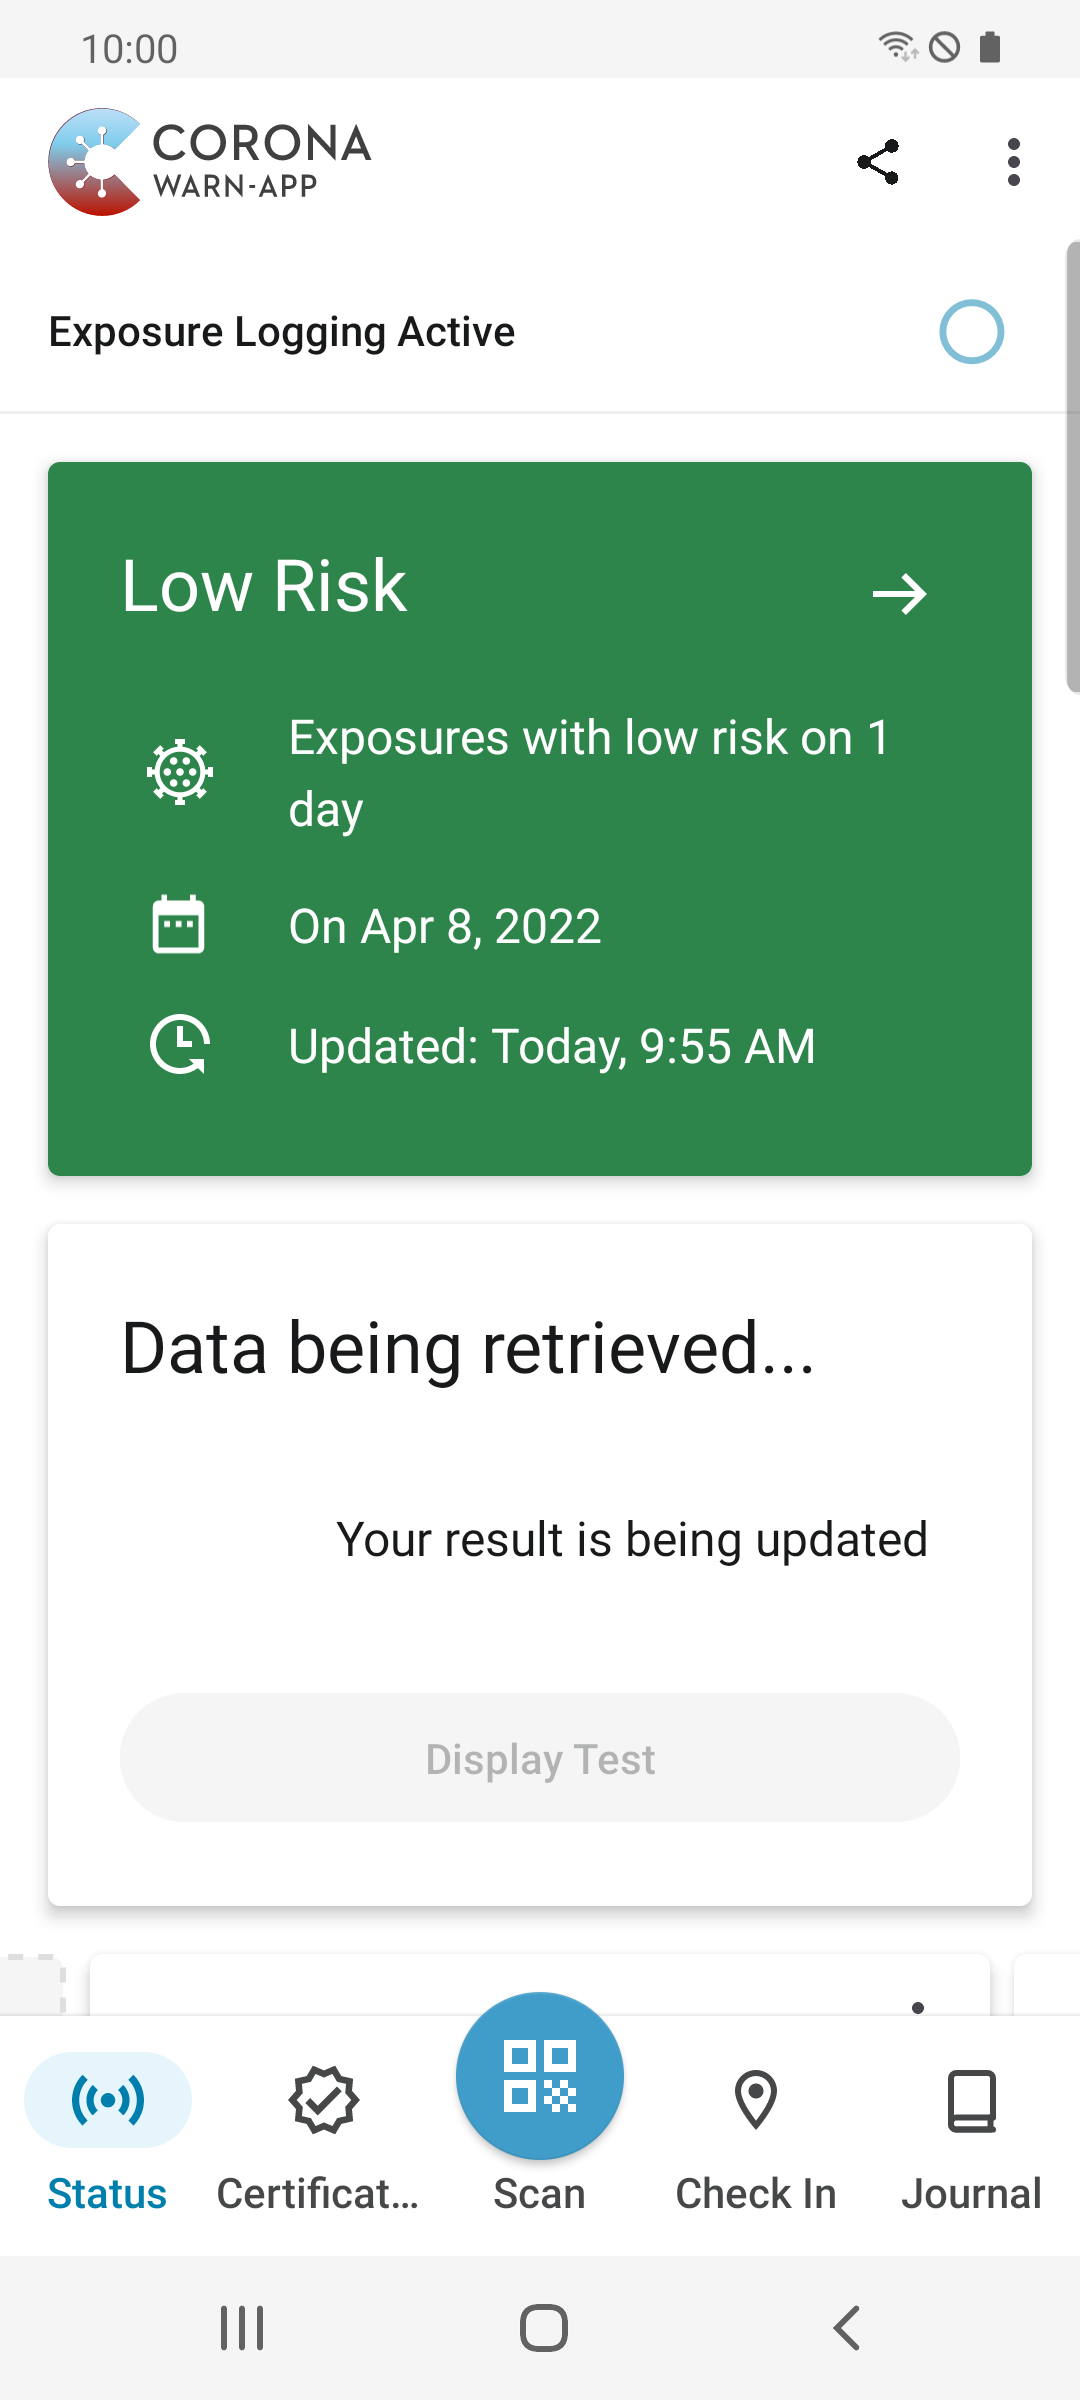 10:00
CORONA
WARN-APP
Exposure Logging Active
Low Risk
Exposures with low risk on 1
day
On Apr 8, 2022
Updated: Today, 9:55 AM
Data being retrieved...
Your result is being updated
Display Test
Status
Certificat...
Scan
Check In
Journal